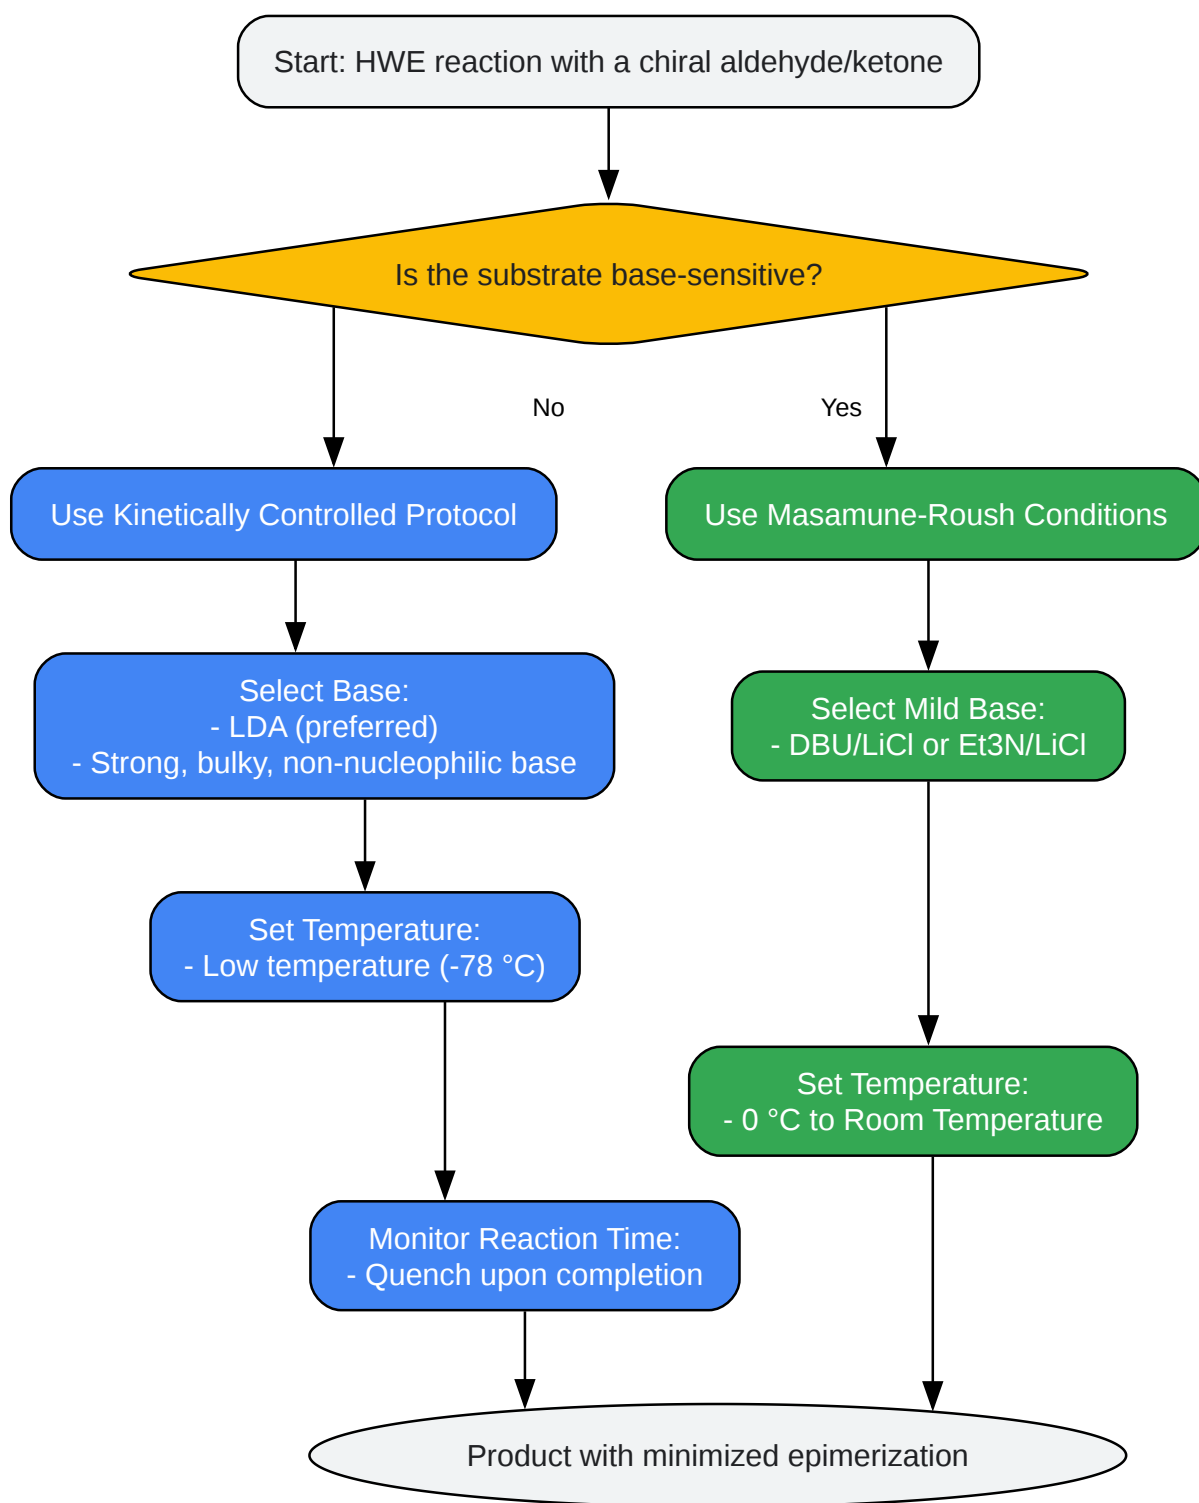 Start: HWE reaction with a chiral aldehyde/ketone
Is the substrate base-sensitive?
No
Yes
Use Kinetically Controlled Protocol
Use Masamune-Roush Conditions
Select Base:
- LDA (preferred)
- Strong, bulky, non-nucleophilic base
Select Mild Base:
- DBU/LiCl or Et3N/LiCl
Set Temperature:
- Low temperature (-78 °C)
Set Temperature:
- 0 °C to Room Temperature
Monitor Reaction Time:
- Quench upon completion
Product with minimized epimerization